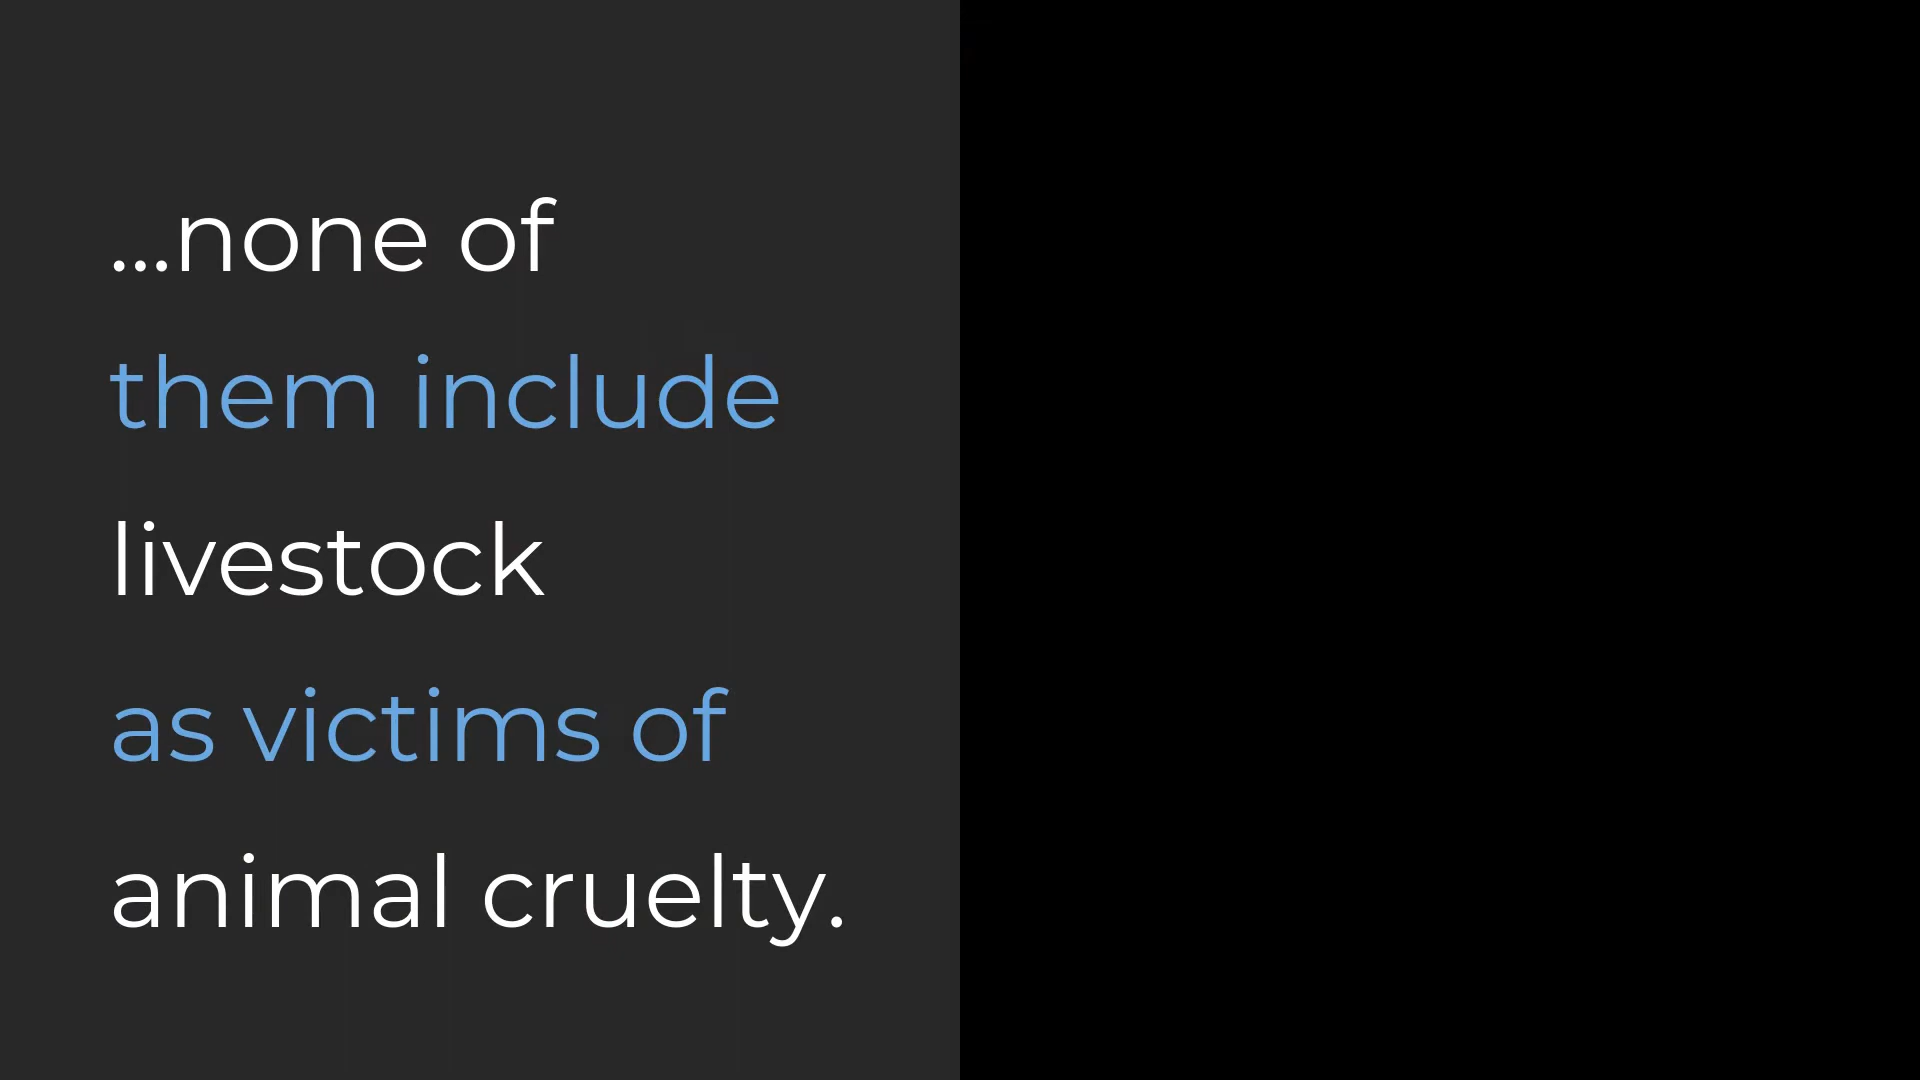 ...none of
them include
livestock
as victims of
animal cruelty.